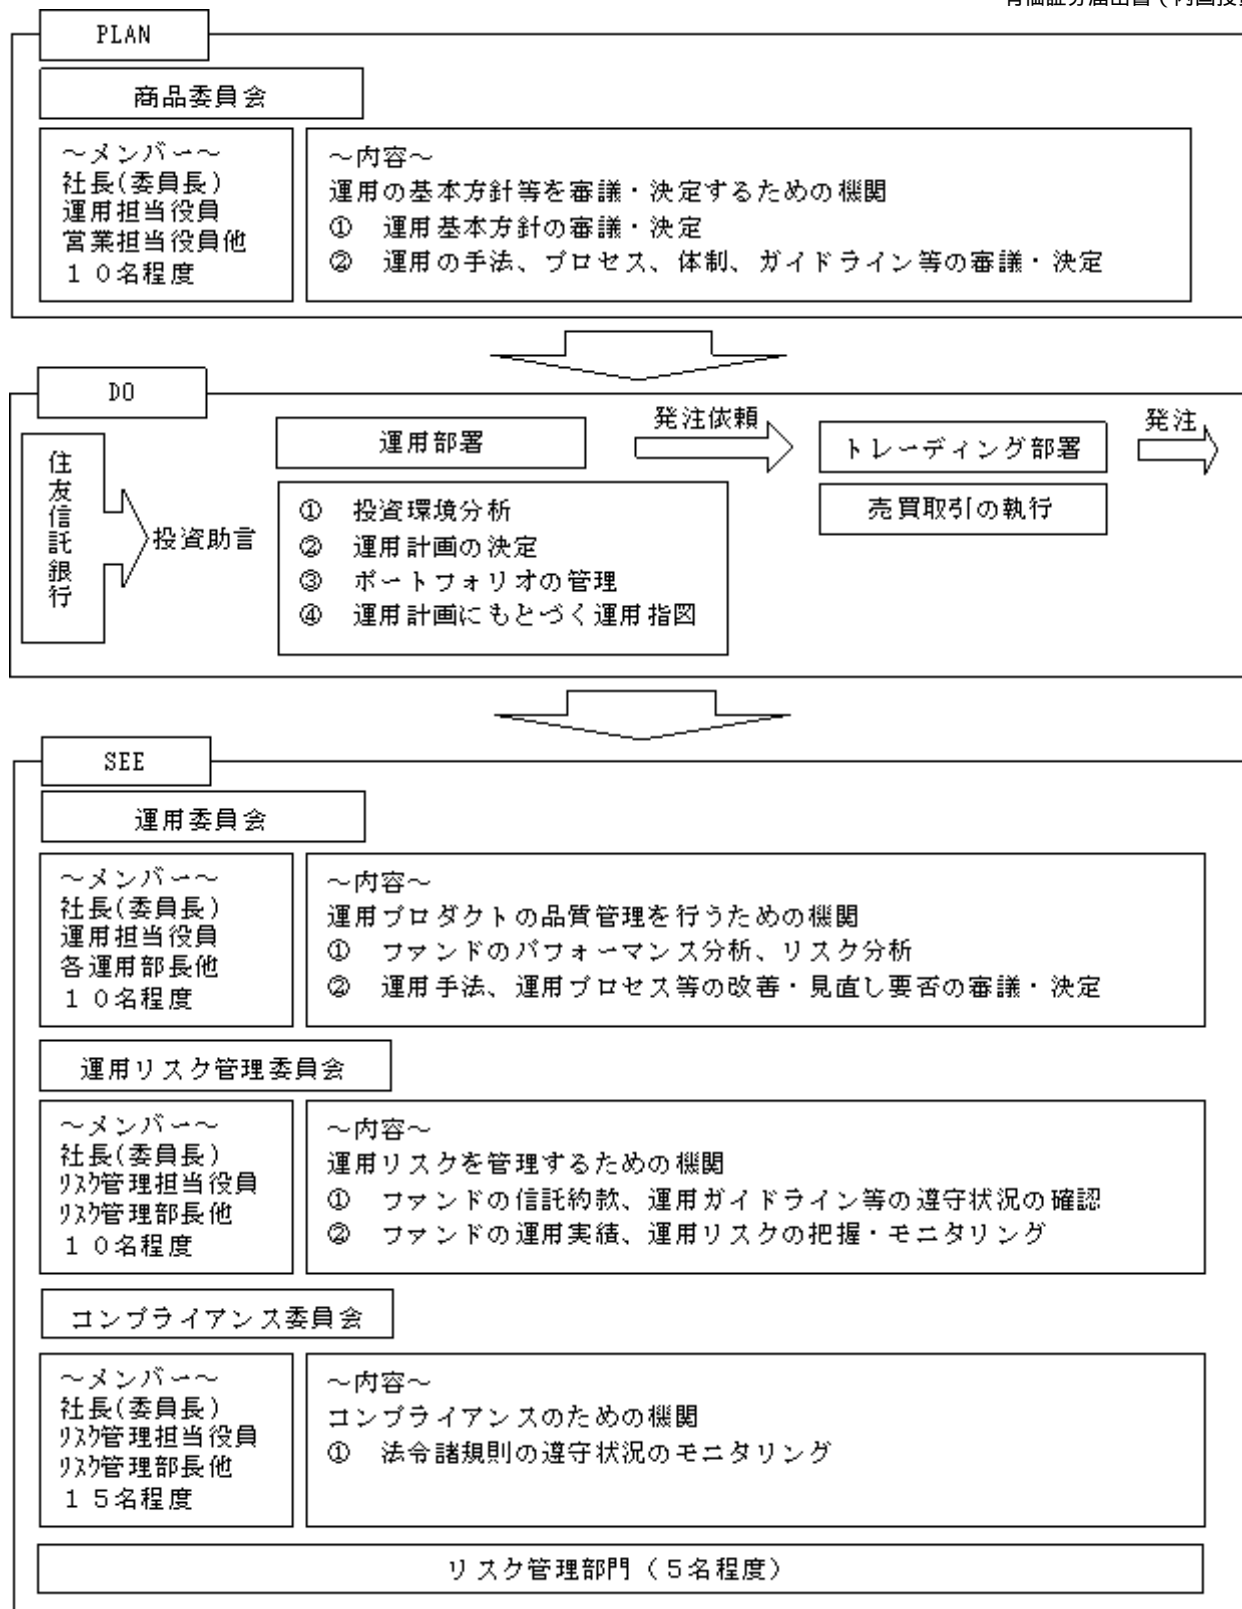 有価証券届出書(内国投資
PLAN
商品委員会
～メンバー～
社長(委員長)
運用担当役員
営業担当役員他
１０名程度
～内容～
運用の基本方針等を審議・決定するための機関
① 運用基本方針の審議・決定
② 運用の手法、プロセス、体制、ガイドライン等の審議・決定
DO
住友信託銀行
投資助言
運用部署
① 投資環境分析
② 運用計画の決定
③ ポートフォリオの管理
④ 運用計画にもとづく運用指図
発注依頼
トレーディング部署
売買取引の執行
発注
SEE
運用委員会
～メンバー～
社長(委員長)
運用担当役員
各運用部長他
１０名程度
～内容～
運用プロダクトの品質管理を行うための機関
① ファンドのパフォーマンス分析、リスク分析
② 運用手法、運用プロセス等の改善・見直し要否の審議・決定
運用リスク管理委員会
～メンバー～
社長(委員長)
ﾘｽｸ管理担当役員
ﾘｽｸ管理部長他
１０名程度
～内容～
運用リスクを管理するための機関
① ファンドの信託約款、運用ガイドライン等の遵守状況の確認
② ファンドの運用実績、運用リスクの把握・モニタリング
コンプライアンス委員会
～メンバー～
社長(委員長)
ﾘｽｸ管理担当役員
ﾘｽｸ管理部長他
１５名程度
～内容～
コンプライアンスのための機関
① 法令諸規則の遵守状況のモニタリング
リスク管理部門（５名程度）